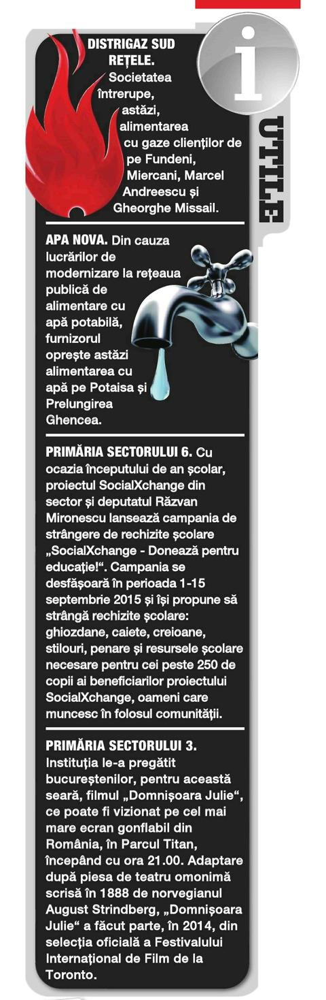 i
UTILE
DISTRIGAZ SUD
REȚELE.
Societatea
întrerupe,
astăzi,
alimentarea
cu gaze clienților de
pe Fundeni,
Miercani, Marcel
Andreescu și
Gheorghe Missail.
APA NOVA. Din cauza
lucrărilor de
modernizare la rețeaua
publică de
alimentare cu
apă potabilă,
furnizorul
oprește astăzi
alimentarea cu
apă pe Potaisa și
Prelungirea
Ghencea.
PRIMĂRIA SECTORULUI 6. Cu
ocazia începutului de an școlar,
proiectul SocialXchange din
sector și deputatul Răzvan
Mironescu lansează campania de
strângere de rechizite școlare
„SocialXchange - Donează pentru
educație!“. Campania se
desfășoară în perioada 1-15
septembrie 2015 și își propune să
strângă rechizite școlare:
ghiozdane, caiete, creioane,
stilouri, penare și resursele școlare
necesare pentru cei peste 250 de
copii ai beneficiarilor proiectului
SocialXchange, oameni care
muncesc în folosul comunității.
PRIMĂRIA SECTORULUI 3.
Instituția le-a pregătit
bucureștenilor, pentru această
seară, filmul „Domnișoara Julie“,
ce poate fi vizionat pe cel mai
mare ecran gonflabil din
România, în Parcul Titan,
începând cu ora 21.00. Adaptare
după piesa de teatru omonimă
scrisă în 1888 de norvegianul
August Strindberg, „Domnișoara
Julie“ a făcut parte, în 2014, din
selecția oficială a Festivalului
Internațional de Film de la
Toronto.